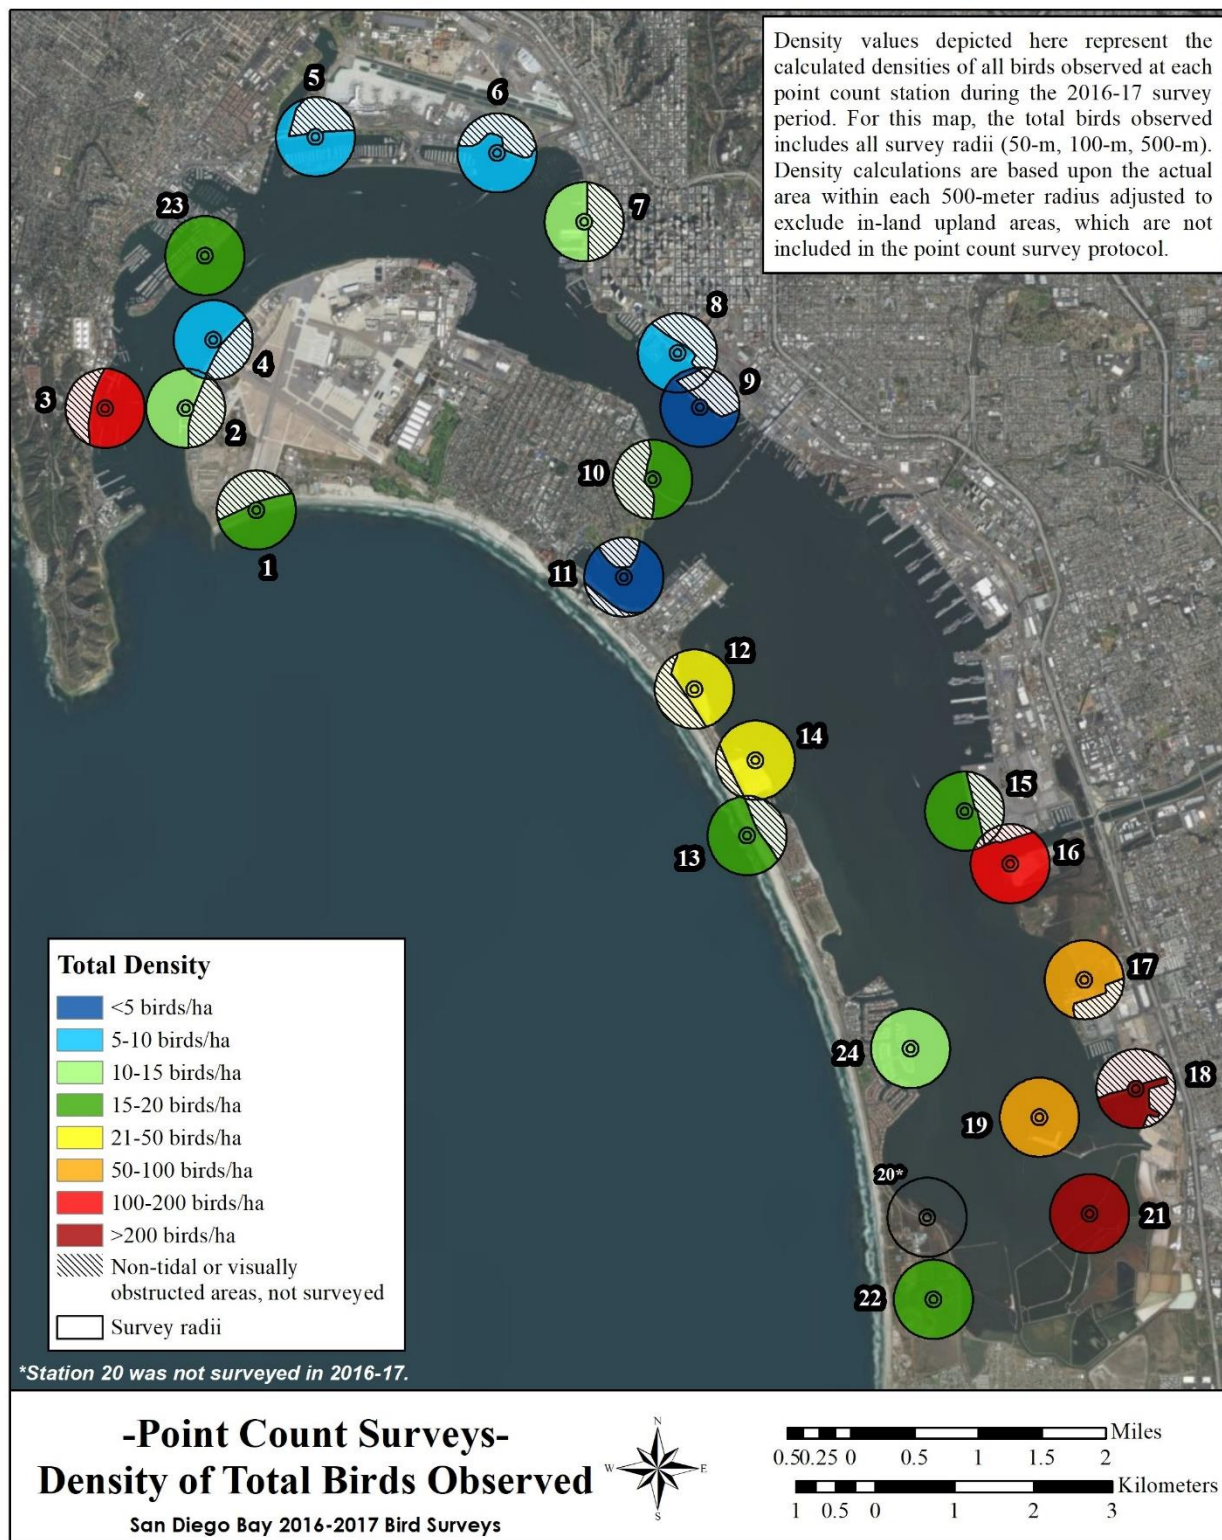 Density values depicted here represent the
calculated densities of all birds observed at each
point count station during the 2016-17 survey
period. For this map, the total birds observed
includes all survey radii (50-m, 100-m, 500-m).
Density calculations are based upon the actual
area within each 500-meter radius adjusted to
exclude in-land upland areas, which are not
included in the point count survey protocol.
5
6
23
7
8
4
9
3
2
10
1
11
12
14
15
13
16
17
24
18
19
20*
21
22
Total Density
<5 birds/ha
5-10 birds/ha
10-15 birds/ha
15-20 birds/ha
21-50 birds/ha
50-100 birds/ha
100-200 birds/ha
>200 birds/ha
Non-tidal or visually
obstructed areas, not surveyed
Survey radii
*Station 20 was not surveyed in 2016-17.
-Point Count Surveys-
Density of Total Birds Observed
San Diego Bay 2016-2017 Bird Surveys
N
W E
S
Miles
0.5 0.25 0 0.5 1 1.5 2
Kilometers
1 0.5 0 1 2 3